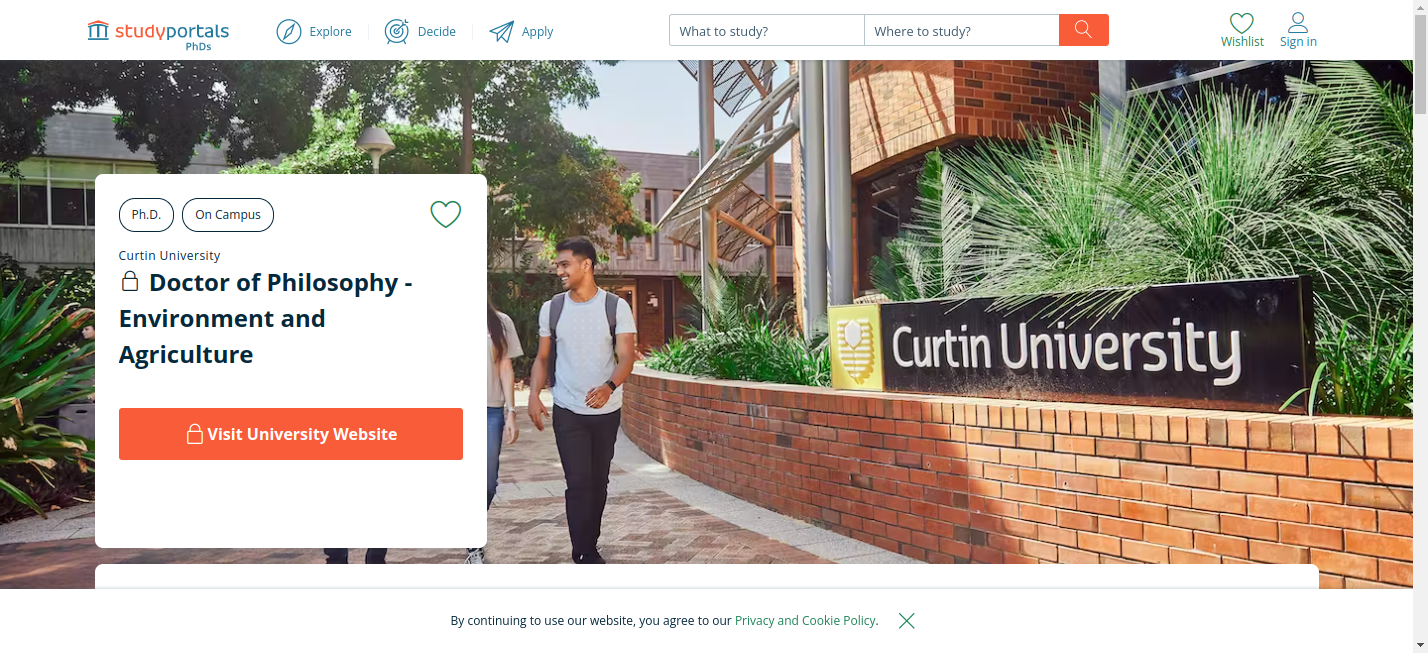 studyportals
PhDs
Explore
Decide
Apply
What to study?
Where to study?
Wishlist
Sign in
Ph.D.
On Campus
Curtin University
Doctor of Philosophy -
Environment and
Agriculture
Visit University Website
Curtin University
By continuing to use our website, you agree to our Privacy and Cookie Policy.